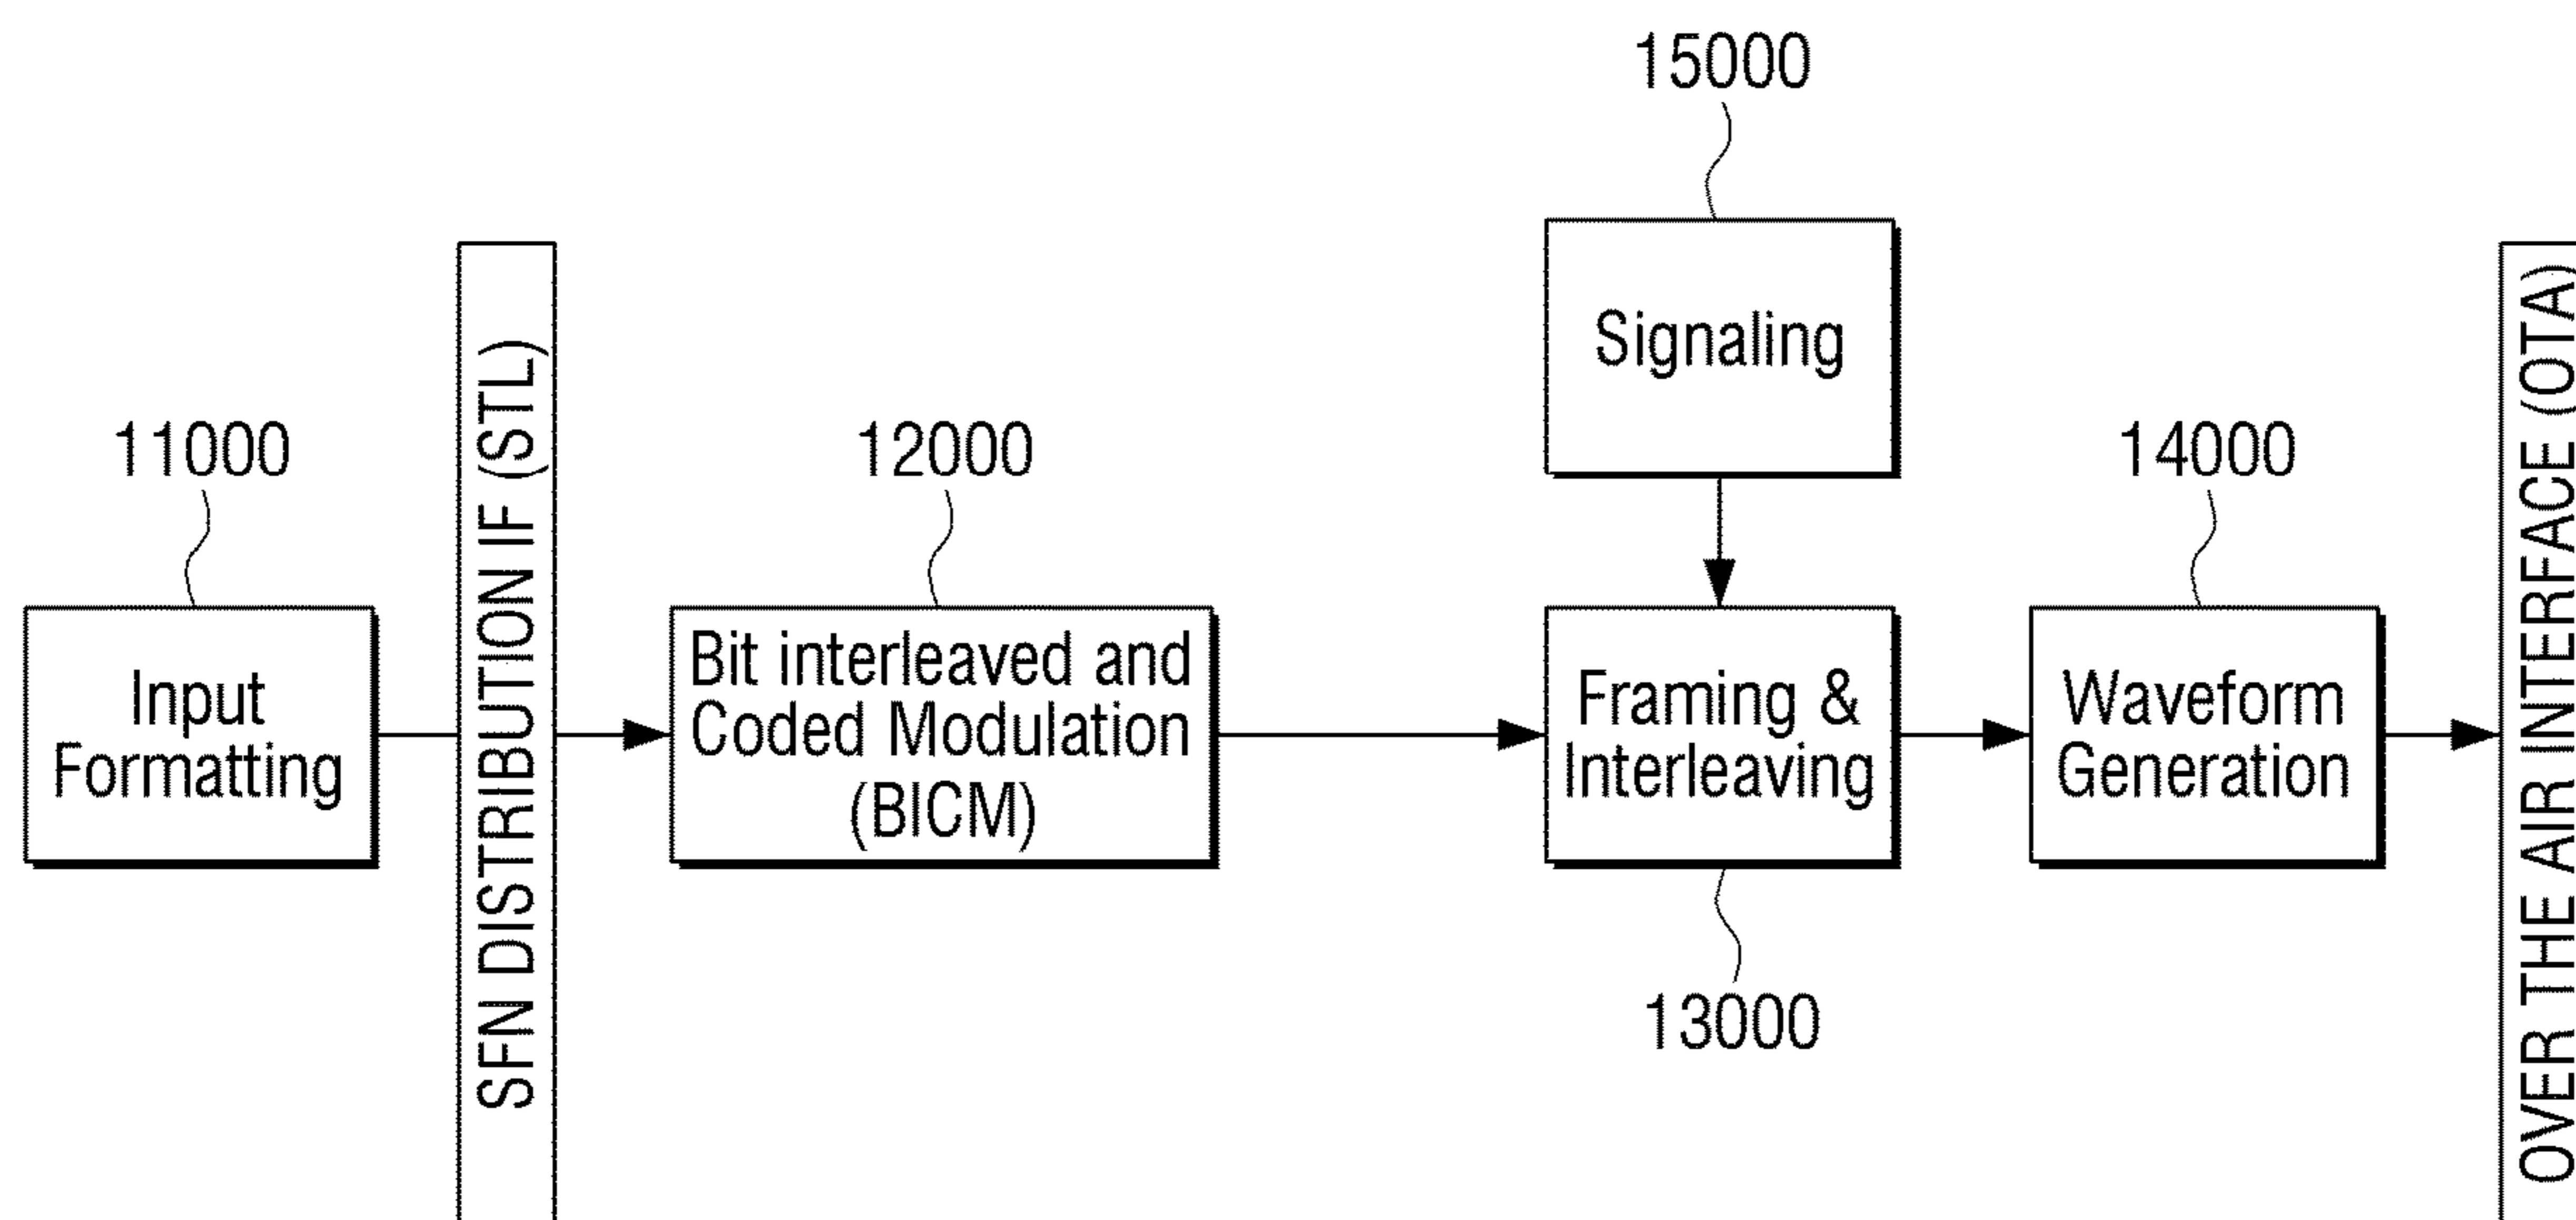 15000
Signaling
11000
12000
14000
Input
Formatting
SFN DISTRIBUTION IF (STL)
Bit interleaved and
Coded Modulation
(BICM)
Framing &
Interleaving
Waveform
Generation
OVER THE AIR INTERFACE (OTA)
13000